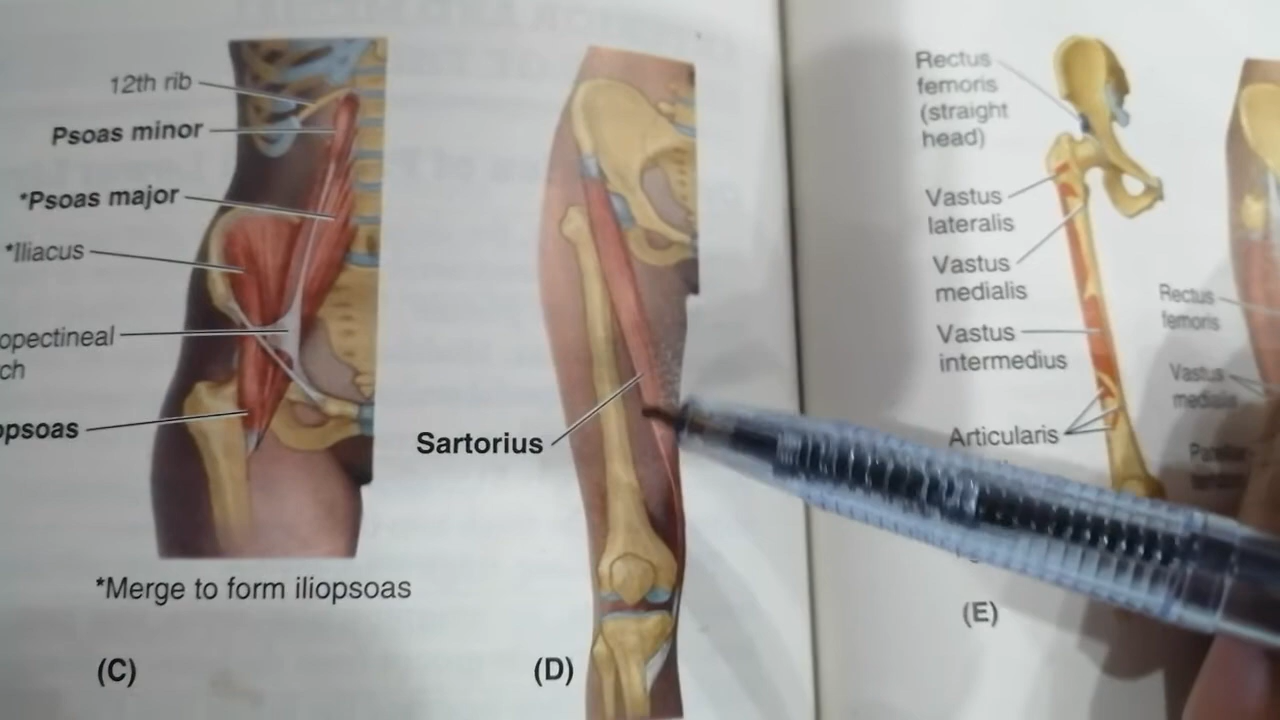 12th rib
Psoas minor
*Psoas major
*Iliacus
opectineal
ch
opsoas
*Merge to form iliopsoas
(C)
Sartorius
(D)
Rectus
femoris
(straight
head)
Vastus
lateralis
Vastus
medialis
Vastus
intermedius
Articularis
(E)
Rectus
femoris
Vastus
medialis